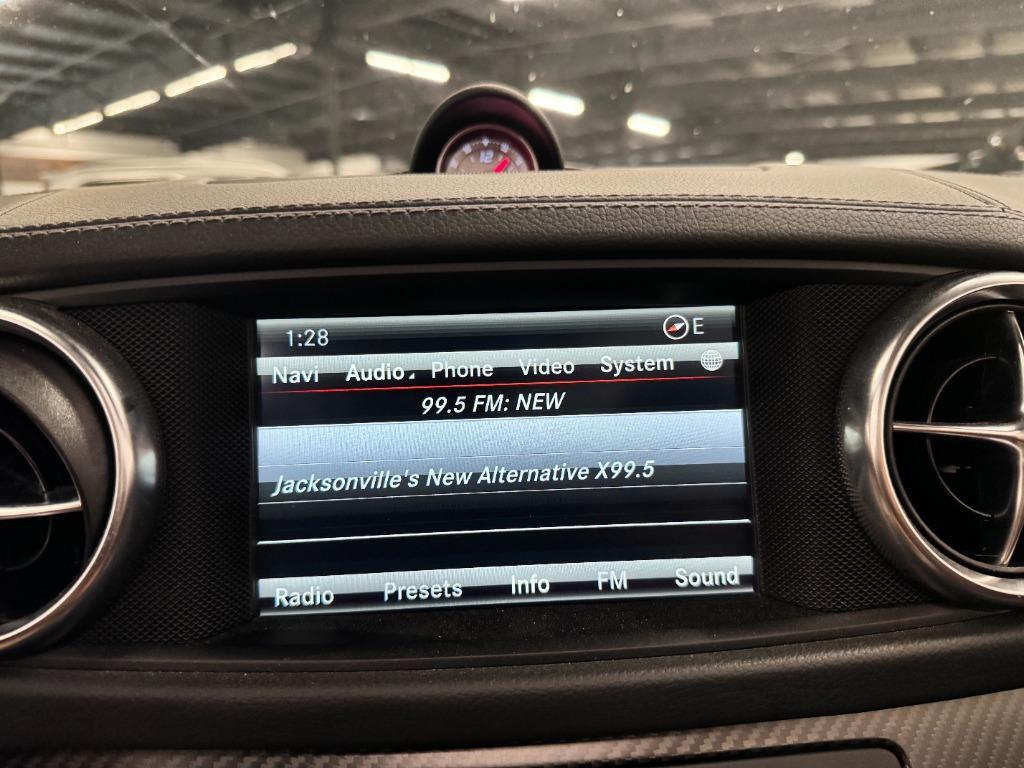 12
1:28 E
Navi Audio Phone Video System
99.5 FM: NEW
Jacksonville's New Alternative X99.5
Radio Presets Info FM Sound